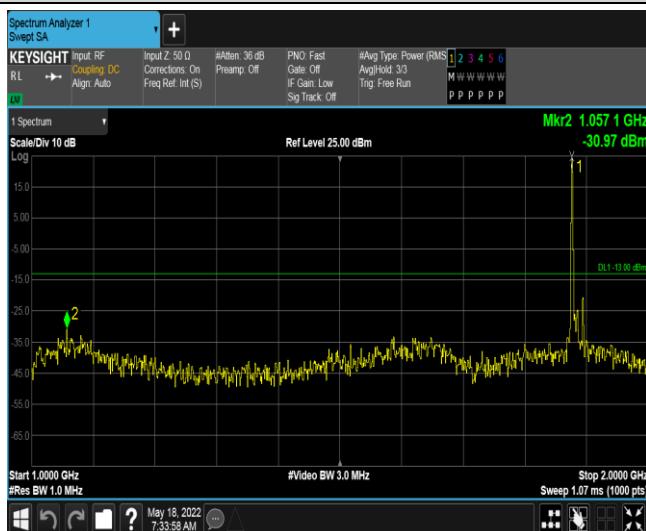 Spectrum Analyzer 1
Swept SA
+
KEYSIGHT
RL
LXI
Input: RF
Coupling: DC
Align: Auto
Input Z: 50 Ω
Corrections: On
Freq Ref: Int (S)
#Atten: 36 dB
Preamp: Off
PNO: Fast
Gate: Off
IF Gain: Low
Sig Track: Off
#Avg Type: Power (RMS
Avg|Hold: 3/3
Trig: Free Run
1 2 3 4 5 6
M W W W W W
P P P P P P
1 Spectrum
Mkr2 1.057 1 GHz
Scale/Div 10 dB
Ref Level 25.00 dBm
-30.97 dBm
Log
1
15.0
5.00
-5.00
DL1 -13.00 dBm
-15.0
-25.0
2
-35.0
-45.0
-55.0
-65.0
Start 1.0000 GHz
#Video BW 3.0 MHz
Stop 2.0000 GHz
#Res BW 1.0 MHz
Sweep 1.07 ms (1000 pts)
?
May 18, 2022
7:33:58 AM